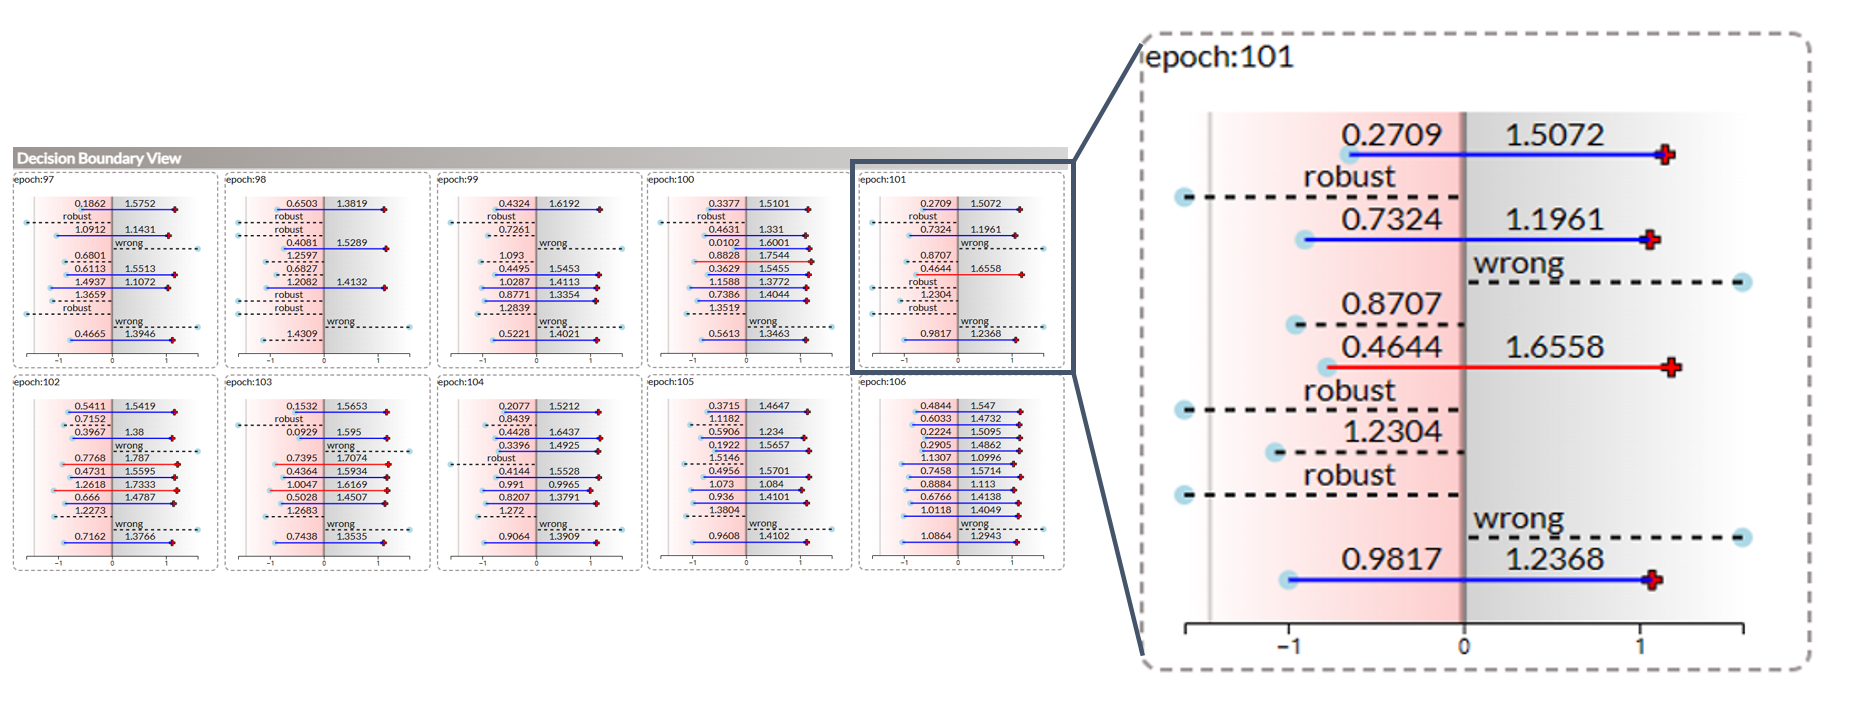 Decision Boundary View
epoch:97
0.1862 1.5752
robust
1.0912 1.1431
wrong
0.6801
0.6113 1.5513
1.4937 1.1072
1.3659
robust
wrong
0.4665 1.3946
−1 0 1
epoch:98
0.6503 1.3819
robust
robust
0.4081 1.5289
1.2597
0.6827
1.2082 1.4132
robust
robust
wrong
1.4309
−1 0 1
epoch:99
0.4324 1.6192
robust
0.7261
wrong
1.093
0.4495 1.5453
1.0287 1.4113
0.8771 1.3354
1.2839
wrong
0.5221 1.4021
−1 0 1
epoch:100
0.3377 1.5101
robust
0.4631 1.331
0.0102 1.6001
0.8828 1.7544
0.3629 1.5455
1.1588 1.3772
0.7386 1.4044
1.3519
wrong
0.5613 1.3463
−1 0 1
epoch:101
0.2709 1.5072
robust
0.7324 1.1961
wrong
0.8707
0.4644 1.6558
robust
1.2304
robust
wrong
0.9817 1.2368
−1 0 1
epoch:102
0.5411 1.5419
0.7152
0.3967 1.38
wrong
0.7768 1.787
0.4731 1.5595
1.2618 1.7333
0.666 1.4787
1.2273
wrong
0.7162 1.3766
−1 0 1
epoch:103
0.1532 1.5653
robust
0.0929 1.595
wrong
0.7395 1.7074
0.4364 1.5934
1.0047 1.6169
0.5028 1.4507
1.2683
wrong
0.7438 1.3535
−1 0 1
epoch:104
0.2077 1.5212
0.8439
0.4428 1.6437
0.3396 1.4925
robust
0.4144 1.5528
0.991 0.9965
0.8207 1.3791
1.272
wrong
0.9064 1.3909
−1 0 1
epoch:105
0.3715 1.4647
1.1182
0.5906 1.234
0.1922 1.5657
1.5146
0.4956 1.5701
1.073 1.084
0.936 1.4101
1.3804
wrong
0.9608 1.4102
−1 0 1
epoch:106
0.4844 1.547
0.6033 1.4732
0.2224 1.5095
0.2905 1.4862
1.1307 1.0996
0.7458 1.5714
0.8884 1.113
0.6766 1.4138
1.0118 1.4049
wrong
1.0864 1.2943
−1 0 1
epoch:101
0.2709 1.5072
robust
0.7324 1.1961
wrong
0.8707
0.4644 1.6558
robust
1.2304
robust
wrong
0.9817 1.2368
−1 0 1